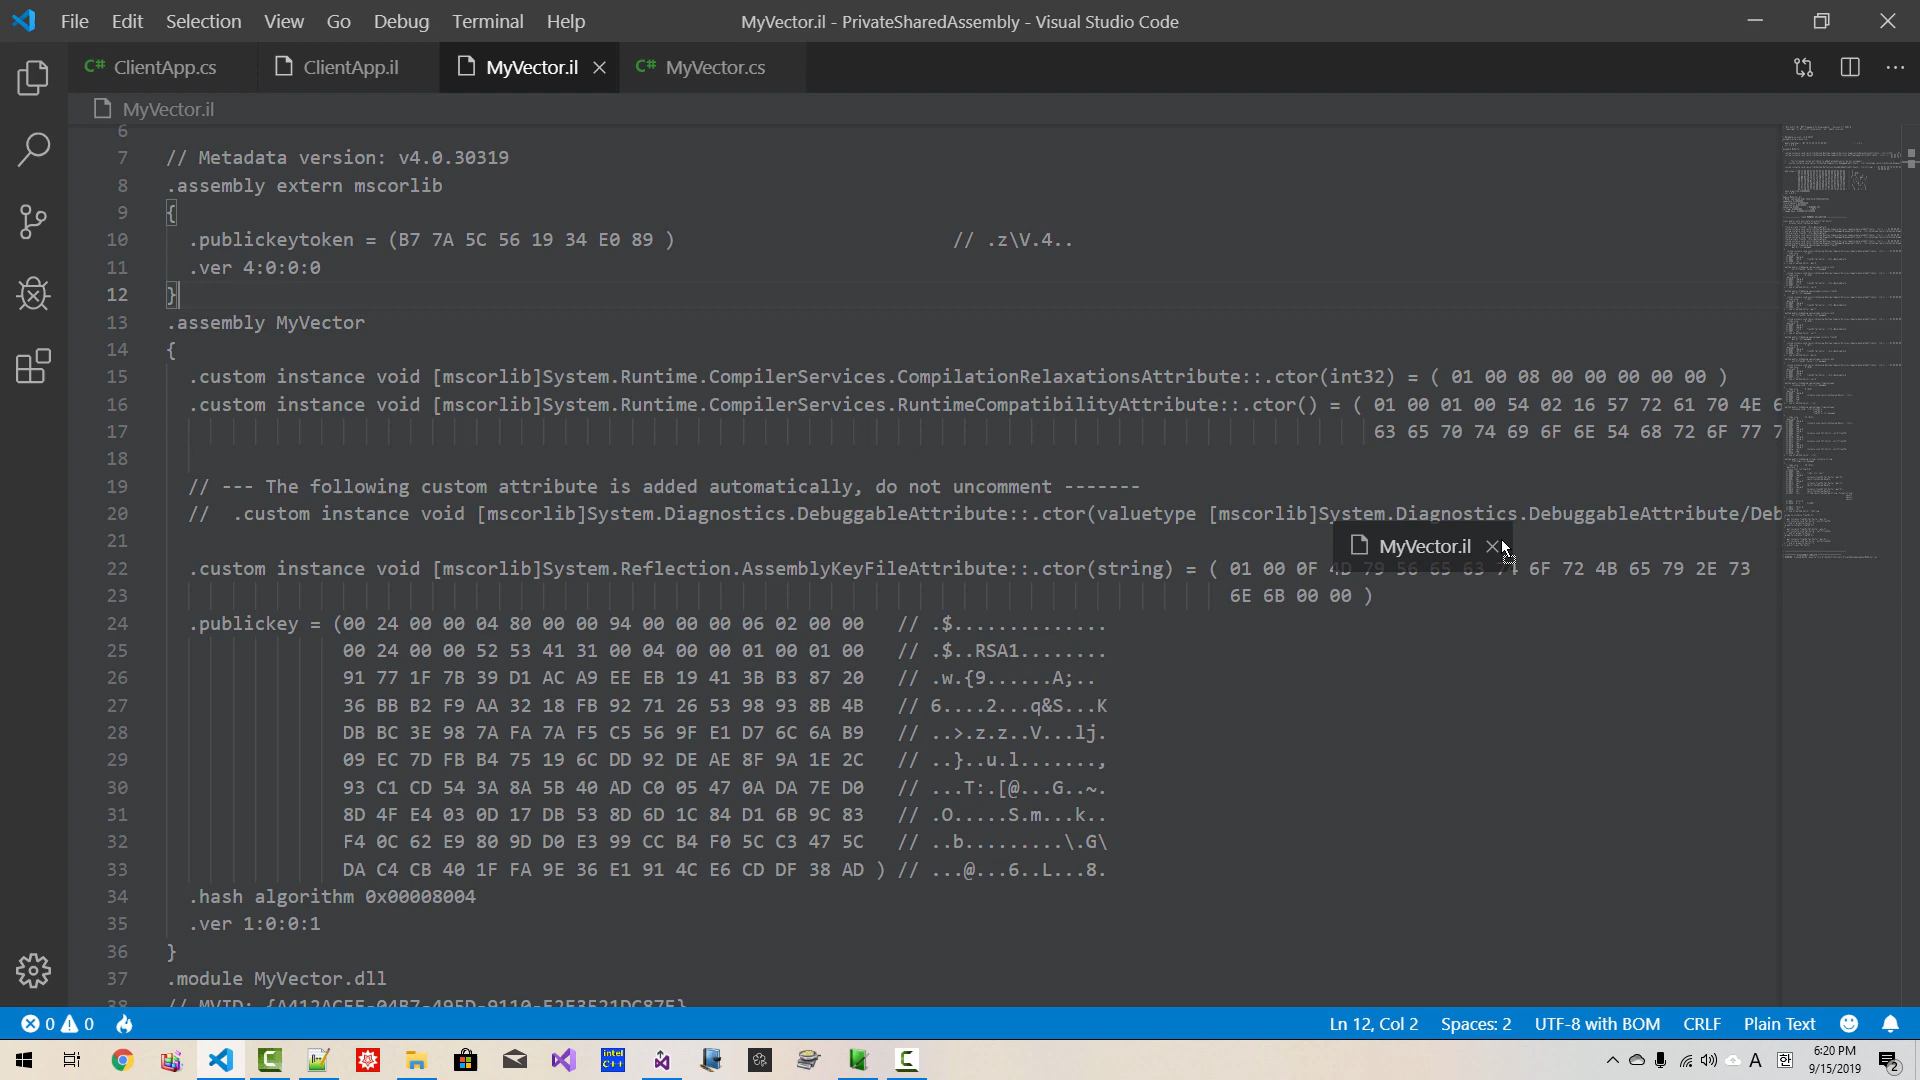 File Edit Selection View Go Debug Terminal Help
MyVector.il - PrivateSharedAssembly - Visual Studio Code
C# ClientApp.cs
ClientApp.il
MyVector.il
C# MyVector.cs
MyVector.il
6
7 // Metadata version: v4.0.30319
8 .assembly extern mscorlib
9 {
10 .publickeytoken = (B7 7A 5C 56 19 34 E0 89 ) // .z\V.4..
11 .ver 4:0:0:0
12 }
13 .assembly MyVector
14 {
15 .custom instance void [mscorlib]System.Runtime.CompilerServices.CompilationRelaxationsAttribute::.ctor(int32) = ( 01 00 08 00 00 00 00 00 )
16 .custom instance void [mscorlib]System.Runtime.CompilerServices.RuntimeCompatibilityAttribute::.ctor() = ( 01 00 01 00 54 02 16 57 72 61 70 4E 6
17 63 65 70 74 69 6F 6E 54 68 72 6F 77 7
18
19 // --- The following custom attribute is added automatically, do not uncomment -------
20 // .custom instance void [mscorlib]System.Diagnostics.DebuggableAttribute::.ctor(valuetype [mscorlib]System.Diagnostics.DebuggableAttribute/Deb
21
MyVector.il
22 .custom instance void [mscorlib]System.Reflection.AssemblyKeyFileAttribute::.ctor(string) = ( 01 00 0F 4D 79 56 65 63 74 6F 72 4B 65 79 2E 73
23 6E 6B 00 00 )
24 .publickey = (00 24 00 00 04 80 00 00 94 00 00 00 06 02 00 00 // .$..............
25 00 24 00 00 52 53 41 31 00 04 00 00 01 00 01 00 // .$..RSA1........
26 91 77 1F 7B 39 D1 AC A9 EE EB 19 41 3B B3 87 20 // .w.{9......A;..
27 36 BB B2 F9 AA 32 18 FB 92 71 26 53 98 93 8B 4B // 6....2...q&S...K
28 DB BC 3E 98 7A FA 7A F5 C5 56 9F E1 D7 6C 6A B9 // ..>.z.z..V...lj.
29 09 EC 7D FB B4 75 19 6C DD 92 DE AE 8F 9A 1E 2C // ..}..u.l.......,
30 93 C1 CD 54 3A 8A 5B 40 AD C0 05 47 0A DA 7E D0 // ...T:.[@...G..~.
31 8D 4F E4 03 0D 17 DB 53 8D 6D 1C 84 D1 6B 9C 83 // .O.....S.m...k..
32 F4 0C 62 E9 80 9D D0 E3 99 CC B4 F0 5C C3 47 5C // ..b.........\.G\
33 DA C4 CB 40 1F FA 9E 36 E1 91 4C E6 CD DF 38 AD ) // ...@...6..L...8.
34 .hash algorithm 0x00008004
35 .ver 1:0:0:1
36 }
37 .module MyVector.dll
38
0 0
Ln 12, Col 2 Spaces: 2 UTF-8 with BOM CRLF Plain Text
intel C++
A 한
6:20 PM
9/15/2019
2